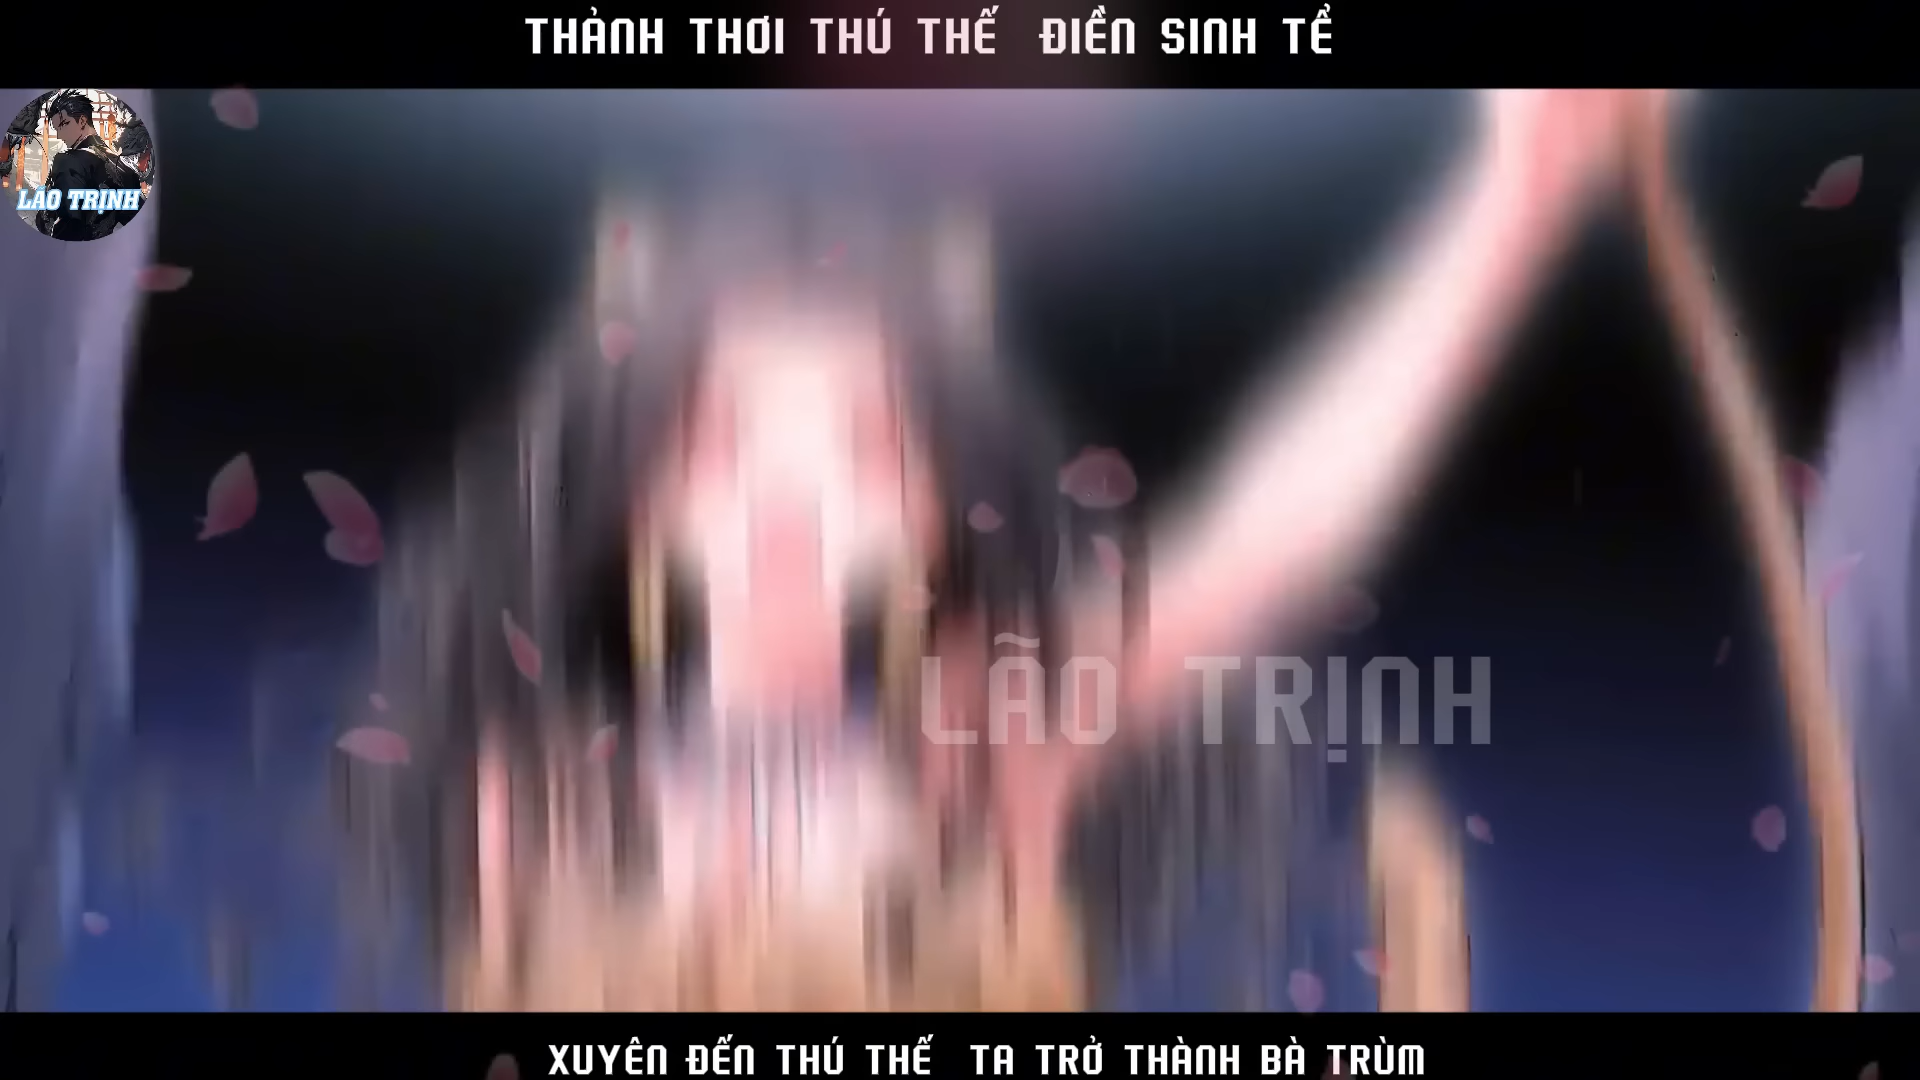 THẢNH THƠI THÚ THẾ ĐIỀN SINH TỂ
LÃO TRỊNH
LÃO TRỊNH
XUYÊN ĐẾN THÚ THẾ TA TRỞ THÀNH BÀ TRÙM